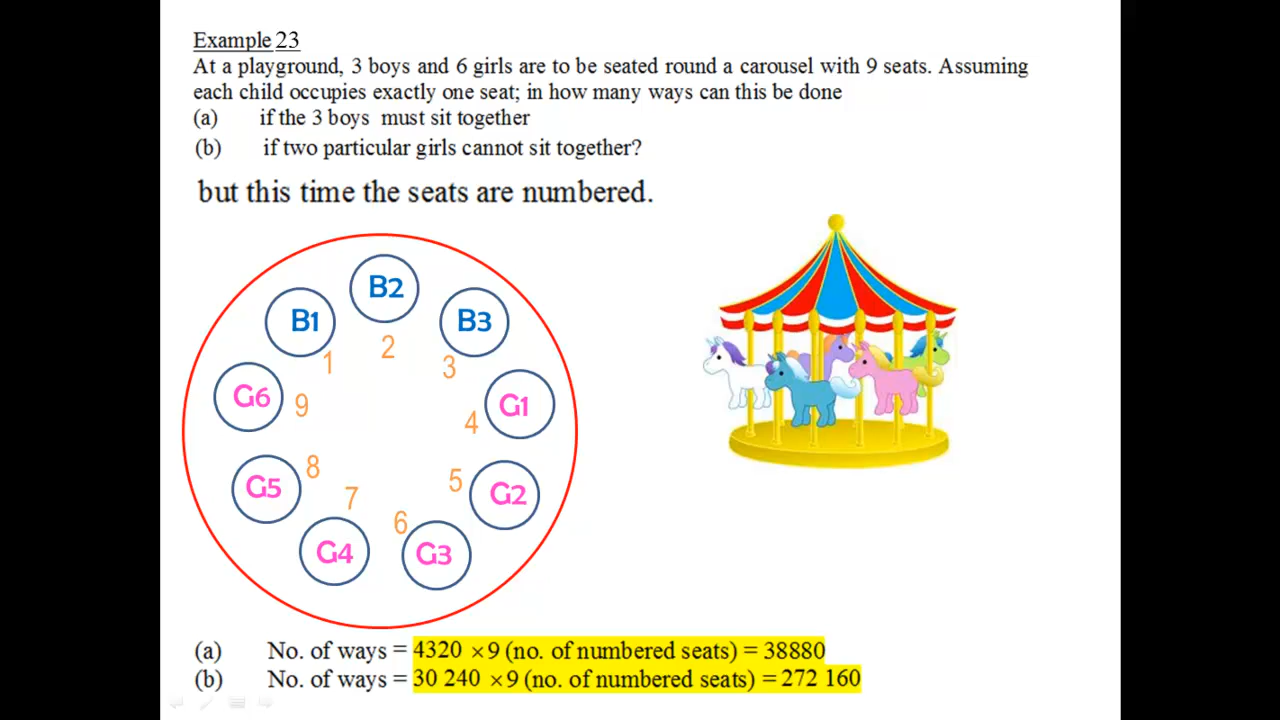 Example 23
At a playground, 3 boys and 6 girls are to be seated round a carousel with 9 seats. Assuming
each child occupies exactly one seat; in how many ways can this be done
(a) if the 3 boys must sit together
(b) if two particular girls cannot sit together?
but this time the seats are numbered.
B2
B1
B3
2
1
3
G6
9
G1
4
8
5
G5
G2
7
6
G4
G3
(a) No. of ways = 4320 ×9 (no. of numbered seats) = 38880
(b) No. of ways = 30 240 ×9 (no. of numbered seats) = 272 160